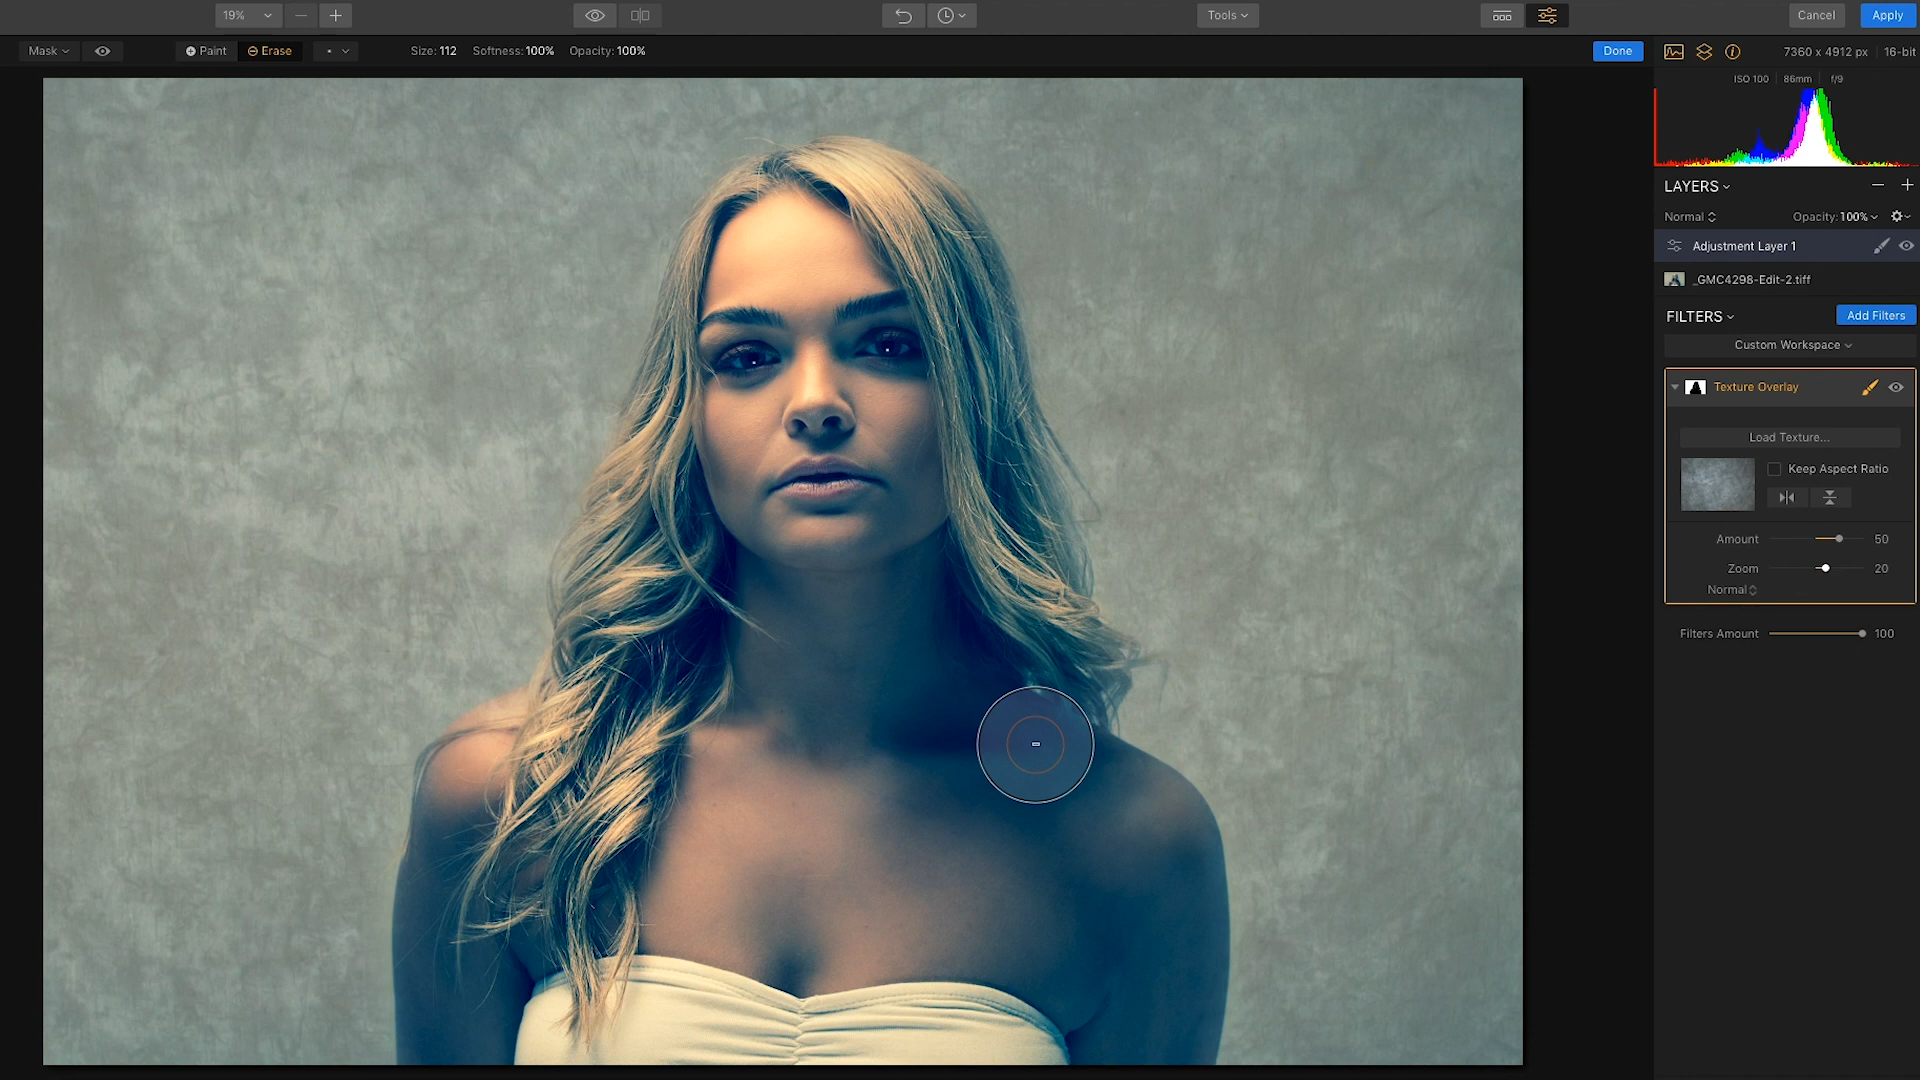 19%
Tools
Cancel
Apply
Mask
Paint
Erase
Size: 112
Softness: 100%
Opacity: 100%
Done
7360 x 4912 px
16-bit
ISO 100
86mm
f/9
LAYERS
Normal
Opacity: 100%
Adjustment Layer 1
_GMC4298-Edit-2.tiff
FILTERS
Add Filters
Custom Workspace
Texture Overlay
Load Texture...
Keep Aspect Ratio
Amount 50
Zoom 20
Normal
Filters Amount 100